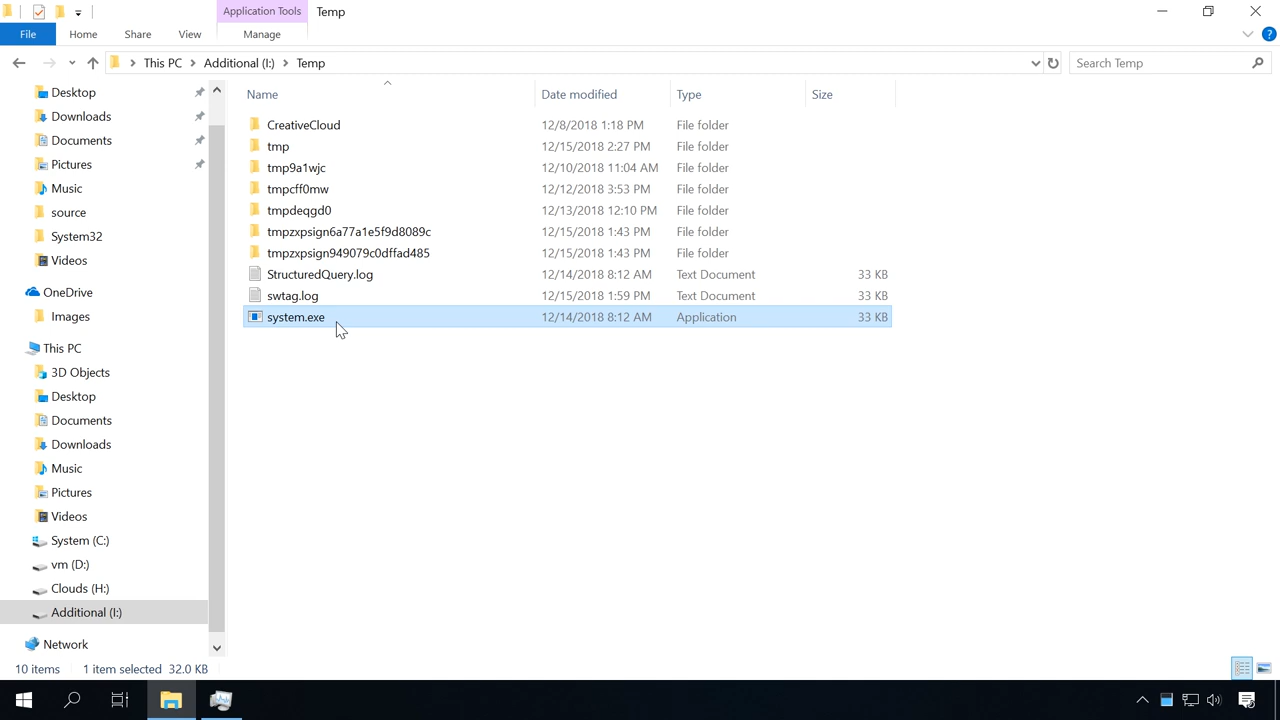 Application Tools Temp
File Home Share View Manage ?
This PC Additional (I:) Temp Search Temp
Name Date modified Type Size
Desktop
Downloads
Documents
Pictures
Music
source
System32
Videos
OneDrive
Images
This PC
3D Objects
Desktop
Documents
Downloads
Music
Pictures
Videos
System (C:)
vm (D:)
Clouds (H:)
Additional (I:)
Network
CreativeCloud 12/8/2018 1:18 PM File folder
tmp 12/15/2018 2:27 PM File folder
tmp9a1wjc 12/10/2018 11:04 AM File folder
tmpcff0mw 12/12/2018 3:53 PM File folder
tmpdeqgd0 12/13/2018 12:10 PM File folder
tmpzxpsign6a77a1e5f9d8089c 12/15/2018 1:43 PM File folder
tmpzxpsign949079c0dffad485 12/15/2018 1:43 PM File folder
StructuredQuery.log 12/14/2018 8:12 AM Text Document 33 KB
swtag.log 12/15/2018 1:59 PM Text Document 33 KB
system.exe 12/14/2018 8:12 AM Application 33 KB
10 items 1 item selected 32.0 KB